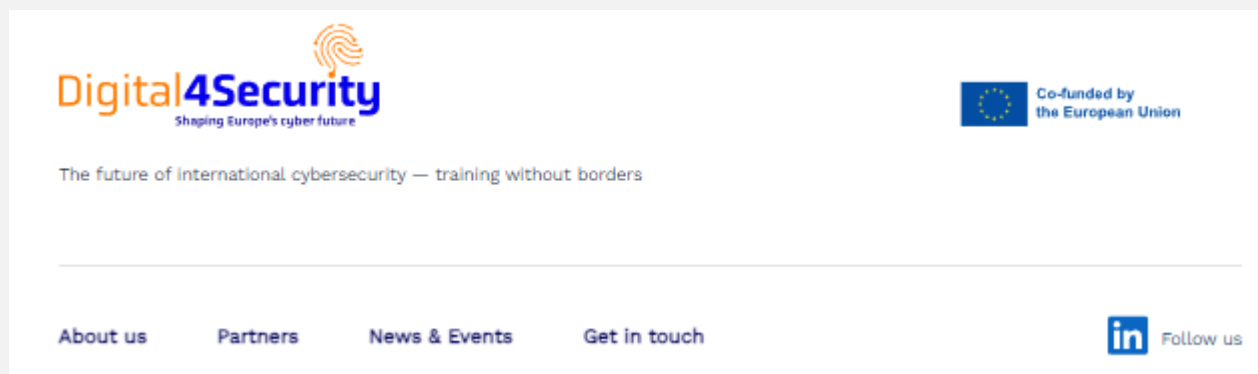 Digital4Security
Shaping Europe's cyber future
Co-funded by
the European Union
The future of international cybersecurity — training without borders
About us
Partners
News & Events
Get in touch
in
Follow us